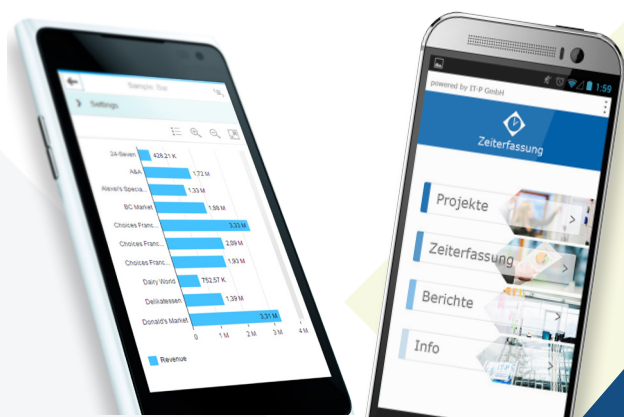 Sample Bar
Settings
24-Seven
428,21 K
A&A
1,72 M
Alexei's Specia...
1,33 M
BC Market
1,98 M
Choices Franc...
3,33 M
Choices Franc...
2,09 M
Choices Franc...
1,93 M
Dairy World
752,57 K
Delikatessen
1,39 M
Donald's Market
3,31 M
0 1 M 2 M 3 M 4 M
Revenue
1:59
powered by IT-P GmbH
Zeiterfassung
Projekte
Zeiterfassung
Berichte
Info